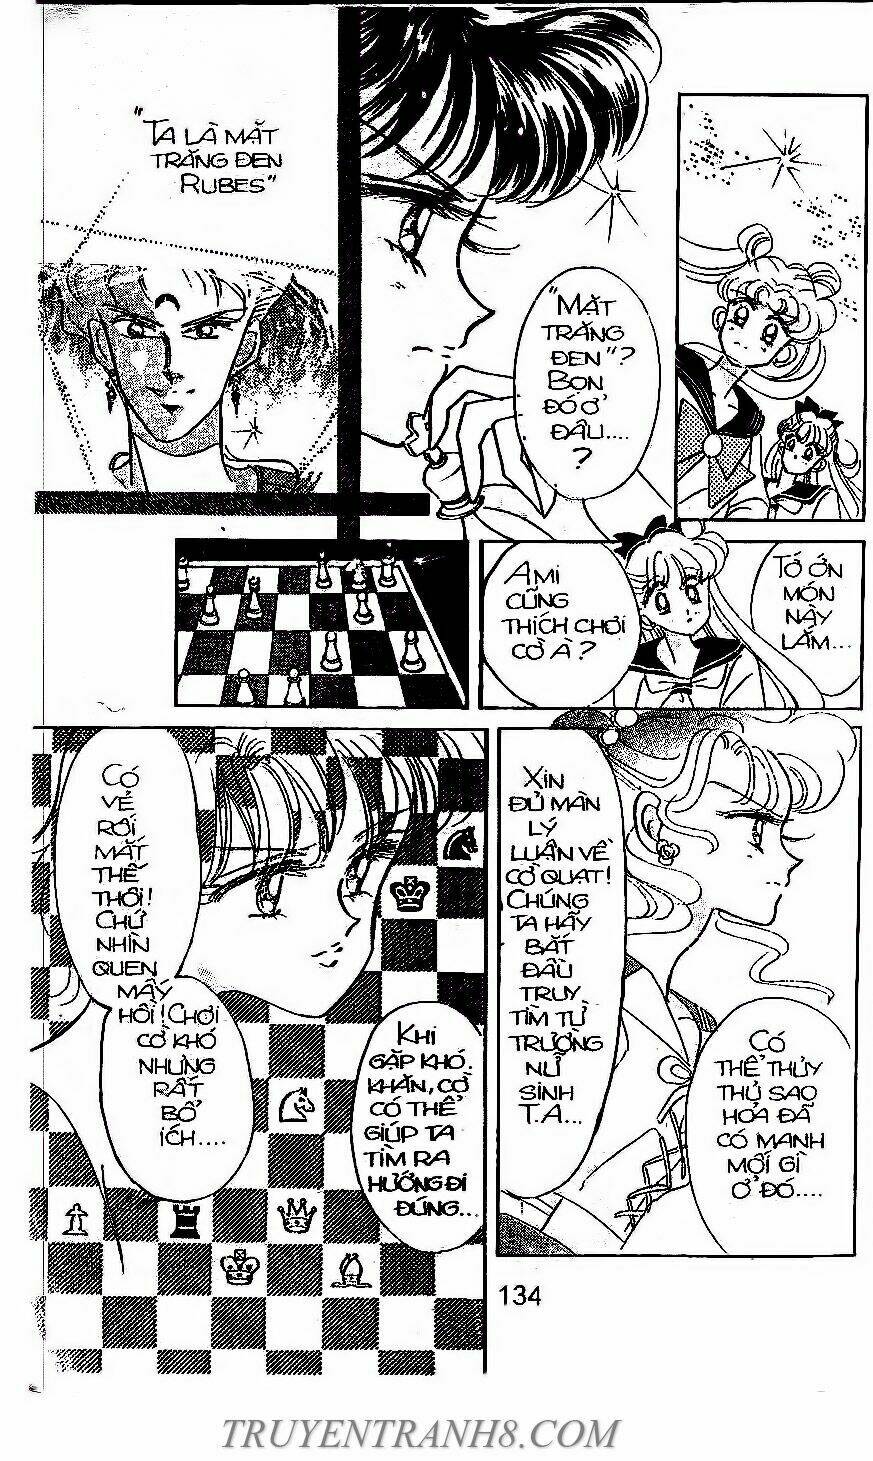 "TA LÀ MẶT
TRĂNG ĐEN
RUBES"
"MẶT
TRĂNG
ĐEN"?
BỌN
ĐÓ Ở
ĐÂU....
?
AMI
CŨNG
THÍCH CHƠI
CỜ À?
TỚ ỚN
MÓN
NÀY
LẮM...
CÓ
VẺ
RỐI
MẮT
THẾ
THÔI!
CHỨ
NHÌN
QUEN
MẤY
HỒI! CHƠI
CỜ KHÓ
NHƯNG
RẤT
BỔ
ÍCH....
KHI
GẶP KHÓ
KHĂN, CỜ
CÓ THỂ
GIÚP TA
TÌM RA
HƯỚNG ĐI
ĐÚNG...
XIN
ĐỦ MÀN
LÝ
LUẬN VỀ
CỜ QUẠT!
CHÚNG
TA HÃY
BẮT
ĐẦU
TRUY
TÌM TỪ
TRƯỜNG
NỮ
SINH
T.A...
CÓ
THỂ THỦY
THỦ SAO
HỎA ĐÃ
CÓ MANH
MỐI GÌ
Ở ĐÓ....
134
TRUYENTRANH8.COM